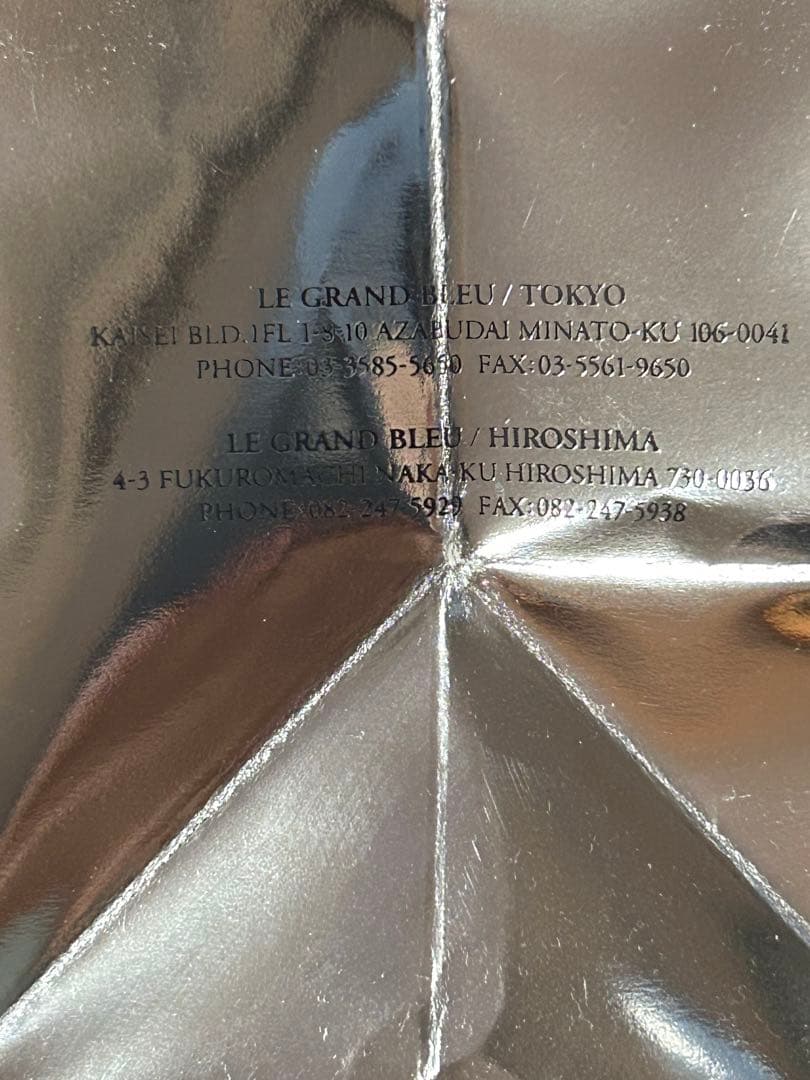 LE GRAND BLEU / TOKYO
KAISEI BLD.1FL 1-8-10 AZABUDAI MINATO-KU 106-0041
PHONE:03-3585-5650 FAX:03-5561-9650
LE GRAND BLEU / HIROSHIMA
4-3 FUKUROMACHI NAKA-KU HIROSHIMA 730-0036
PHONE:082-247-5929 FAX:082-247-5938